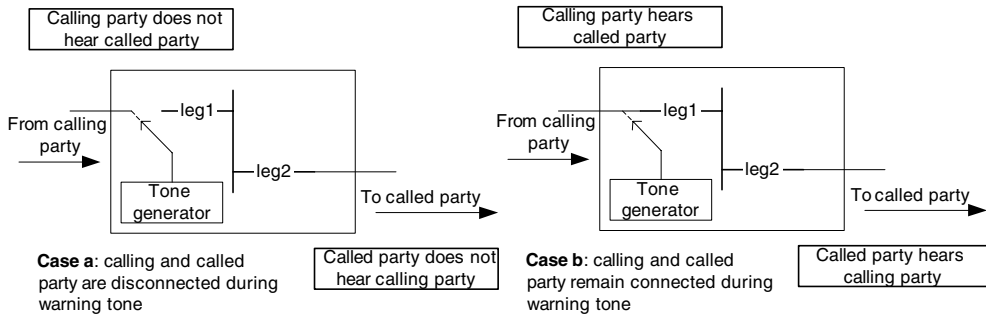 Calling party does not
hear called party
leg1
From calling
party
leg2
Tone
generator
To called party
Case a: calling and called
party are disconnected during
warning tone
Called party does not
hear calling party
Calling party hears
called party
leg1
From calling
party
leg2
Tone
generator
To called party
Case b: calling and called
party remain connected during
warning tone
Called party hears
calling party